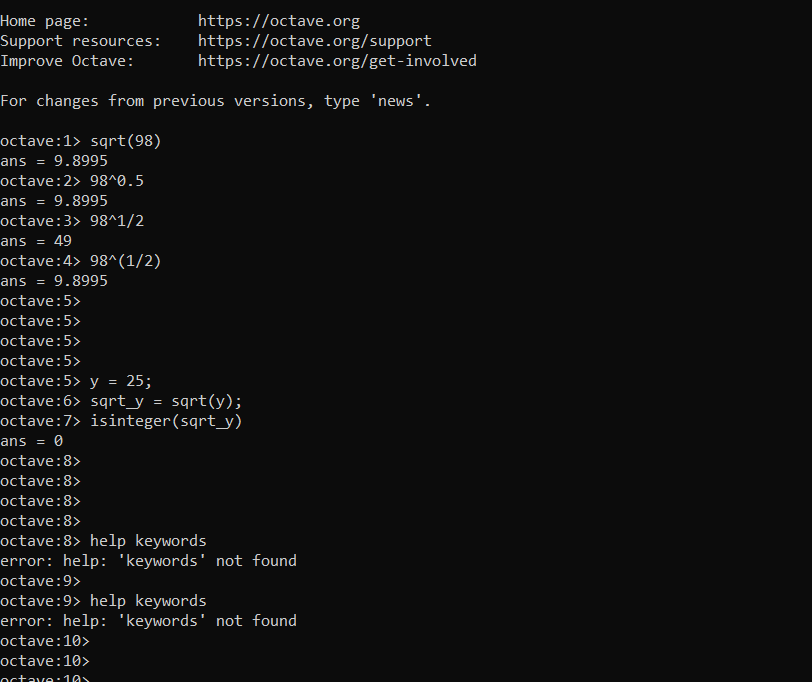 Home page:            https://octave.org
Support resources:    https://octave.org/support
Improve Octave:       https://octave.org/get-involved
For changes from previous versions, type 'news'.
octave:1> sqrt(98)
ans = 9.8995
octave:2> 98^0.5
ans = 9.8995
octave:3> 98^1/2
ans = 49
octave:4> 98^(1/2)
ans = 9.8995
octave:5>
octave:5>
octave:5>
octave:5>
octave:5> y = 25;
octave:6> sqrt_y = sqrt(y);
octave:7> isinteger(sqrt_y)
ans = 0
octave:8>
octave:8>
octave:8>
octave:8>
octave:8> help keywords
error: help: 'keywords' not found
octave:9>
octave:9> help keywords
error: help: 'keywords' not found
octave:10>
octave:10>
octave:10>